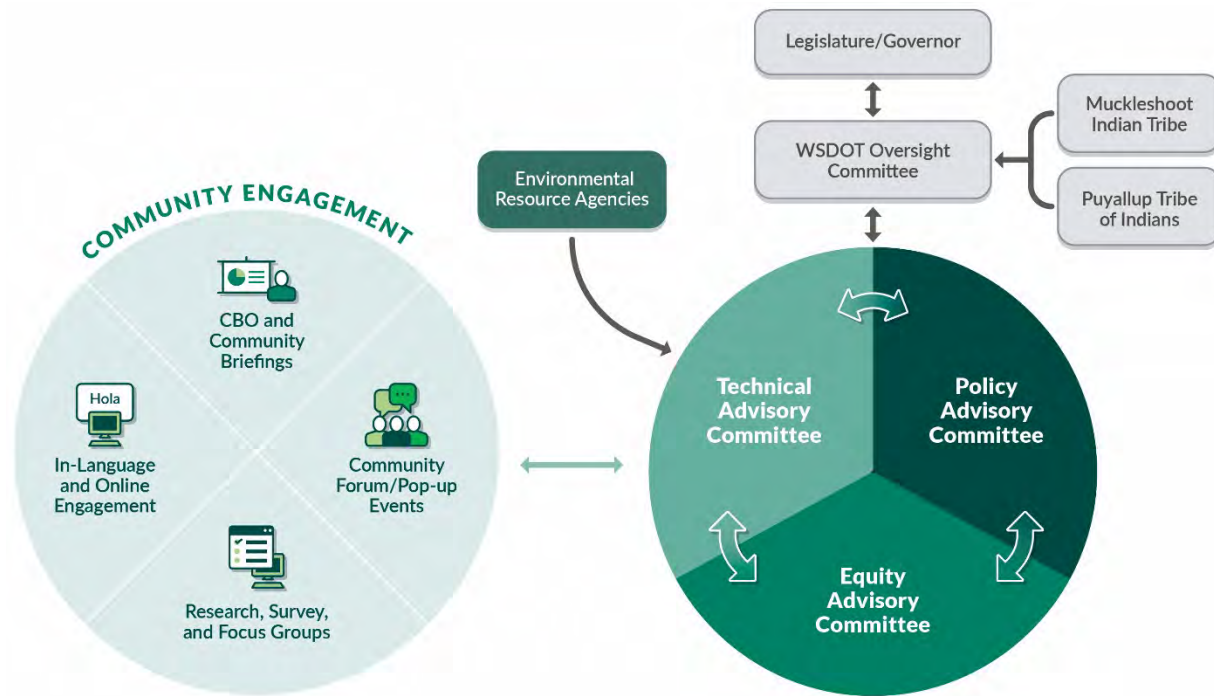 Legislature/Governor
WSDOT Oversight
Committee
Muckleshoot
Indian Tribe
Puyallup Tribe
of Indians
Environmental
Resource Agencies
COMMUNITY ENGAGEMENT
CBO and
Community
Briefings
Hola
In-Language
and Online
Engagement
Community
Forum/Pop-up
Events
Research, Survey,
and Focus Groups
Technical
Advisory
Committee
Policy
Advisory
Committee
Equity
Advisory
Committee